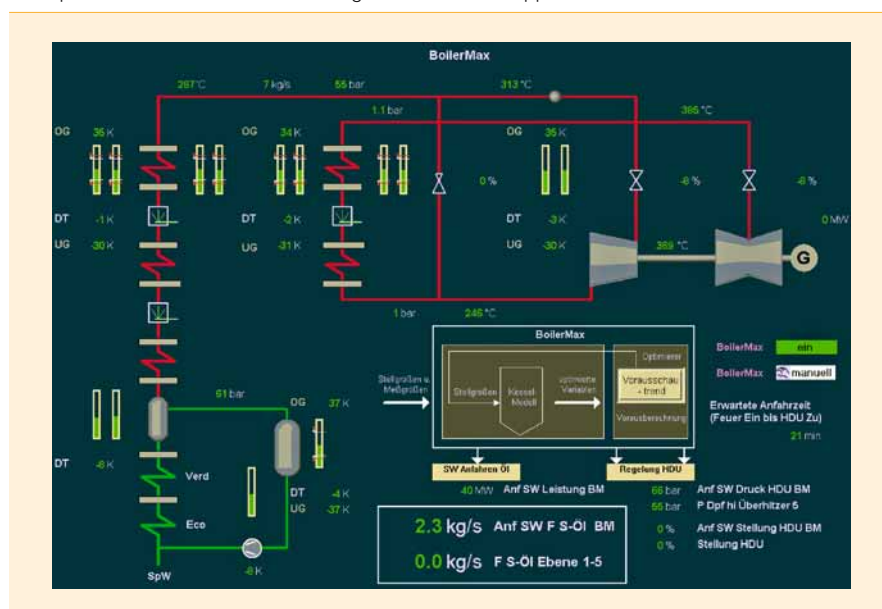 BoilerMax
297°C 7 kg/s 55 bar 313 °C
1.1 bar 385 °C
OG 35 K OG 34 K OG 35 K
0 % -6 % -6 %
DT -1 K DT -2 K DT -3 K 0 MW
UG -30 K UG -31 K UG -30 K
369 °C G
1 bar 246 °C
BoilerMax
Optimierer
BoilerMax ein
Stellgrößen u. Meßgrößen
Stellgrößen
Kessel-Modell
optimierte Variablen
Vorausschau - trend
Vorausberechnung
BoilerMax manuell
Erwartete Anfahrzeit
(Feuer Ein bis HDU Zu)
21 min
61 bar OG 37 K
DT -6 K
Verd
DT -4 K
UG -37 K
Eco
SpW
-8 K
SW Anfahren Öl
Regelung HDU
40 MW Anf SW Leistung BM
66 bar Anf SW Druck HDU BM
55 bar P Dpf hi Überhitzer 5
0 % Anf SW Stellung HDU BM
0 % Stellung HDU
2.3 kg/s Anf SW F S-Öl BM
0.0 kg/s F S-Öl Ebene 1-5